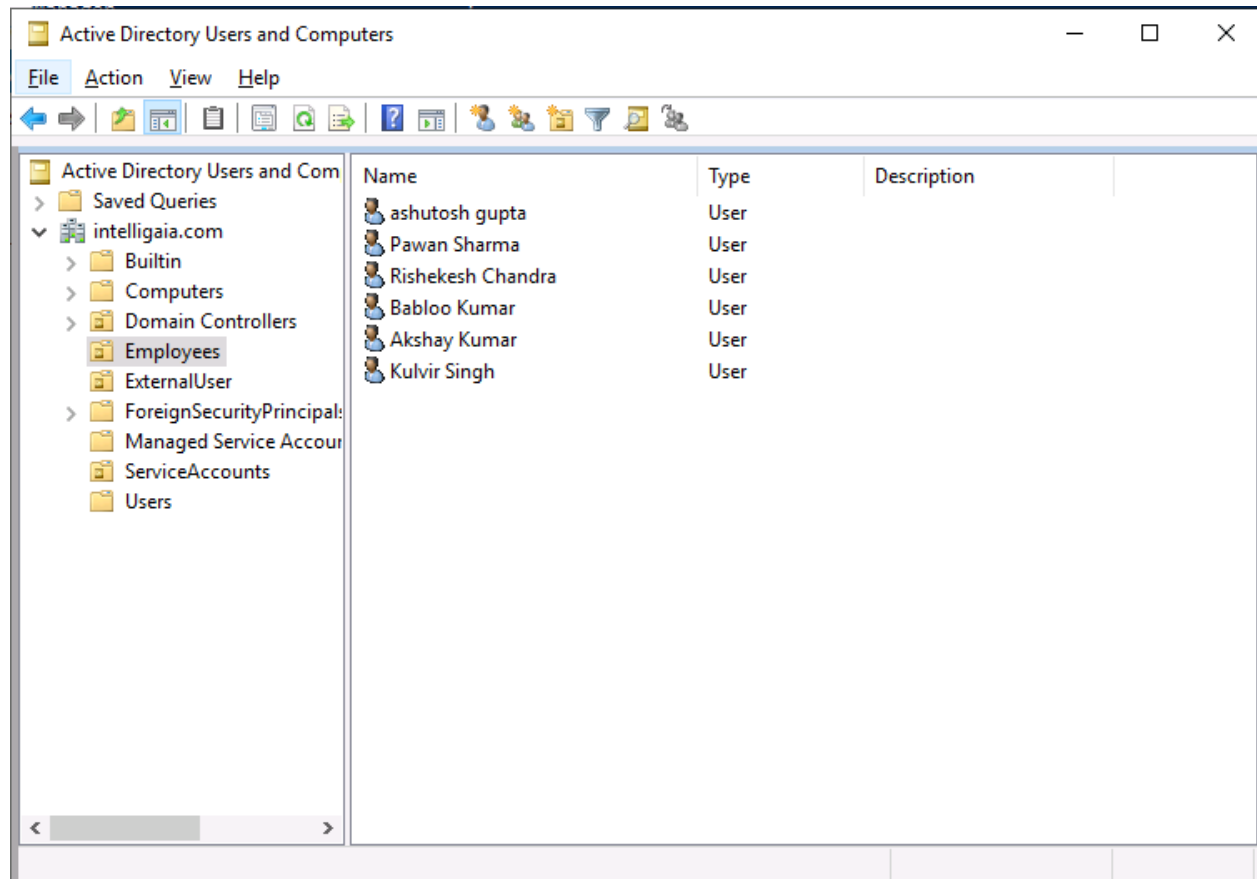 Active Directory Users and Computers
File Action View Help
Active Directory Users and Com
Saved Queries
intelligaia.com
Builtin
Computers
Domain Controllers
Employees
ExternalUser
ForeignSecurityPrincipal
Managed Service Accour
ServiceAccounts
Users
Name Type Description
ashutosh gupta User
Pawan Sharma User
Rishekesh Chandra User
Babloo Kumar User
Akshay Kumar User
Kulvir Singh User